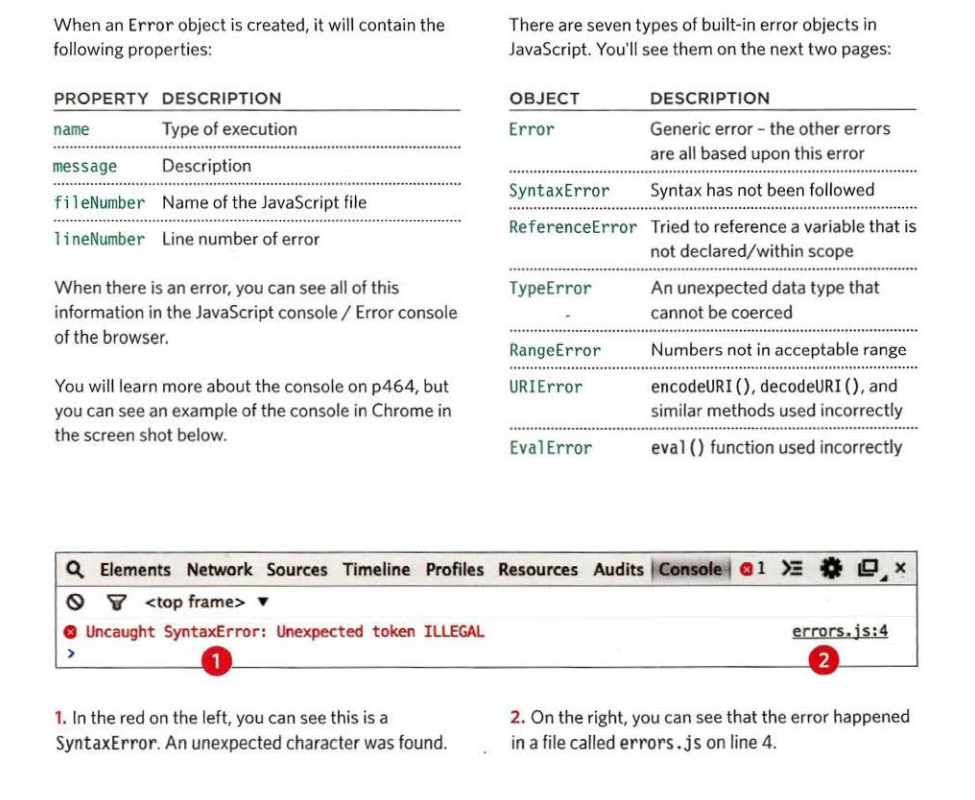 When an Error object is created, it will contain the
following properties:
PROPERTY DESCRIPTION
name Type of execution
message Description
fileNumber Name of the JavaScript file
lineNumber Line number of error
When there is an error, you can see all of this
information in the JavaScript console / Error console
of the browser.
You will learn more about the console on p464, but
you can see an example of the console in Chrome in
the screen shot below.
There are seven types of built-in error objects in
JavaScript. You'll see them on the next two pages:
OBJECT DESCRIPTION
Error Generic error – the other errors
are all based upon this error
SyntaxError Syntax has not been followed
ReferenceError Tried to reference a variable that is
not declared/within scope
TypeError An unexpected data type that
cannot be coerced
RangeError Numbers not in acceptable range
URIError encodeURI(), decodeURI(), and
similar methods used incorrectly
EvalError eval() function used incorrectly
Elements Network Sources Timeline Profiles Resources Audits Console 1
<top frame> ▼
Uncaught SyntaxError: Unexpected token ILLEGAL errors.js:4
>
1 2
1. In the red on the left, you can see this is a
SyntaxError. An unexpected character was found.
2. On the right, you can see that the error happened
in a file called errors.js on line 4.